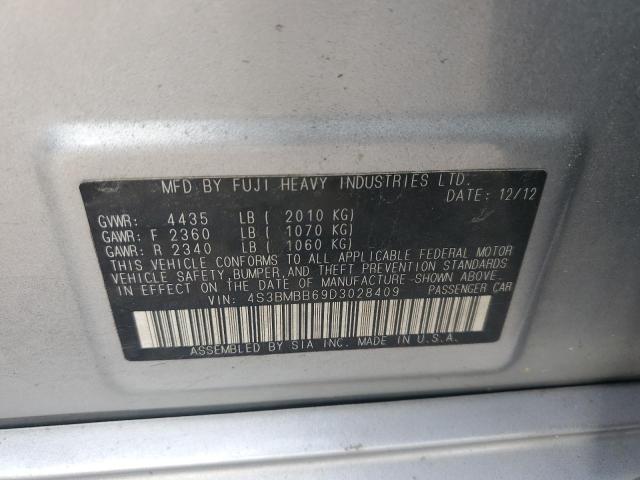 MFD BY FUJI HEAVY INDUSTRIES LTD.
DATE: 12/12
GVWR: 4435 LB ( 2010 KG)
GAWR: F 2360 LB ( 1070 KG)
GAWR: R 2340 LB ( 1060 KG)
THIS VEHICLE CONFORMS TO ALL APPLICABLE FEDERAL MOTOR
VEHICLE SAFETY,BUMPER,AND THEFT PREVENTION STANDARDS
IN EFFECT ON THE DATE OF MANUFACTURE SHOWN ABOVE.
VIN: 4S3BMBB69D3028409 PASSENGER CAR
ASSEMBLED BY SIA INC. MADE IN U.S.A.